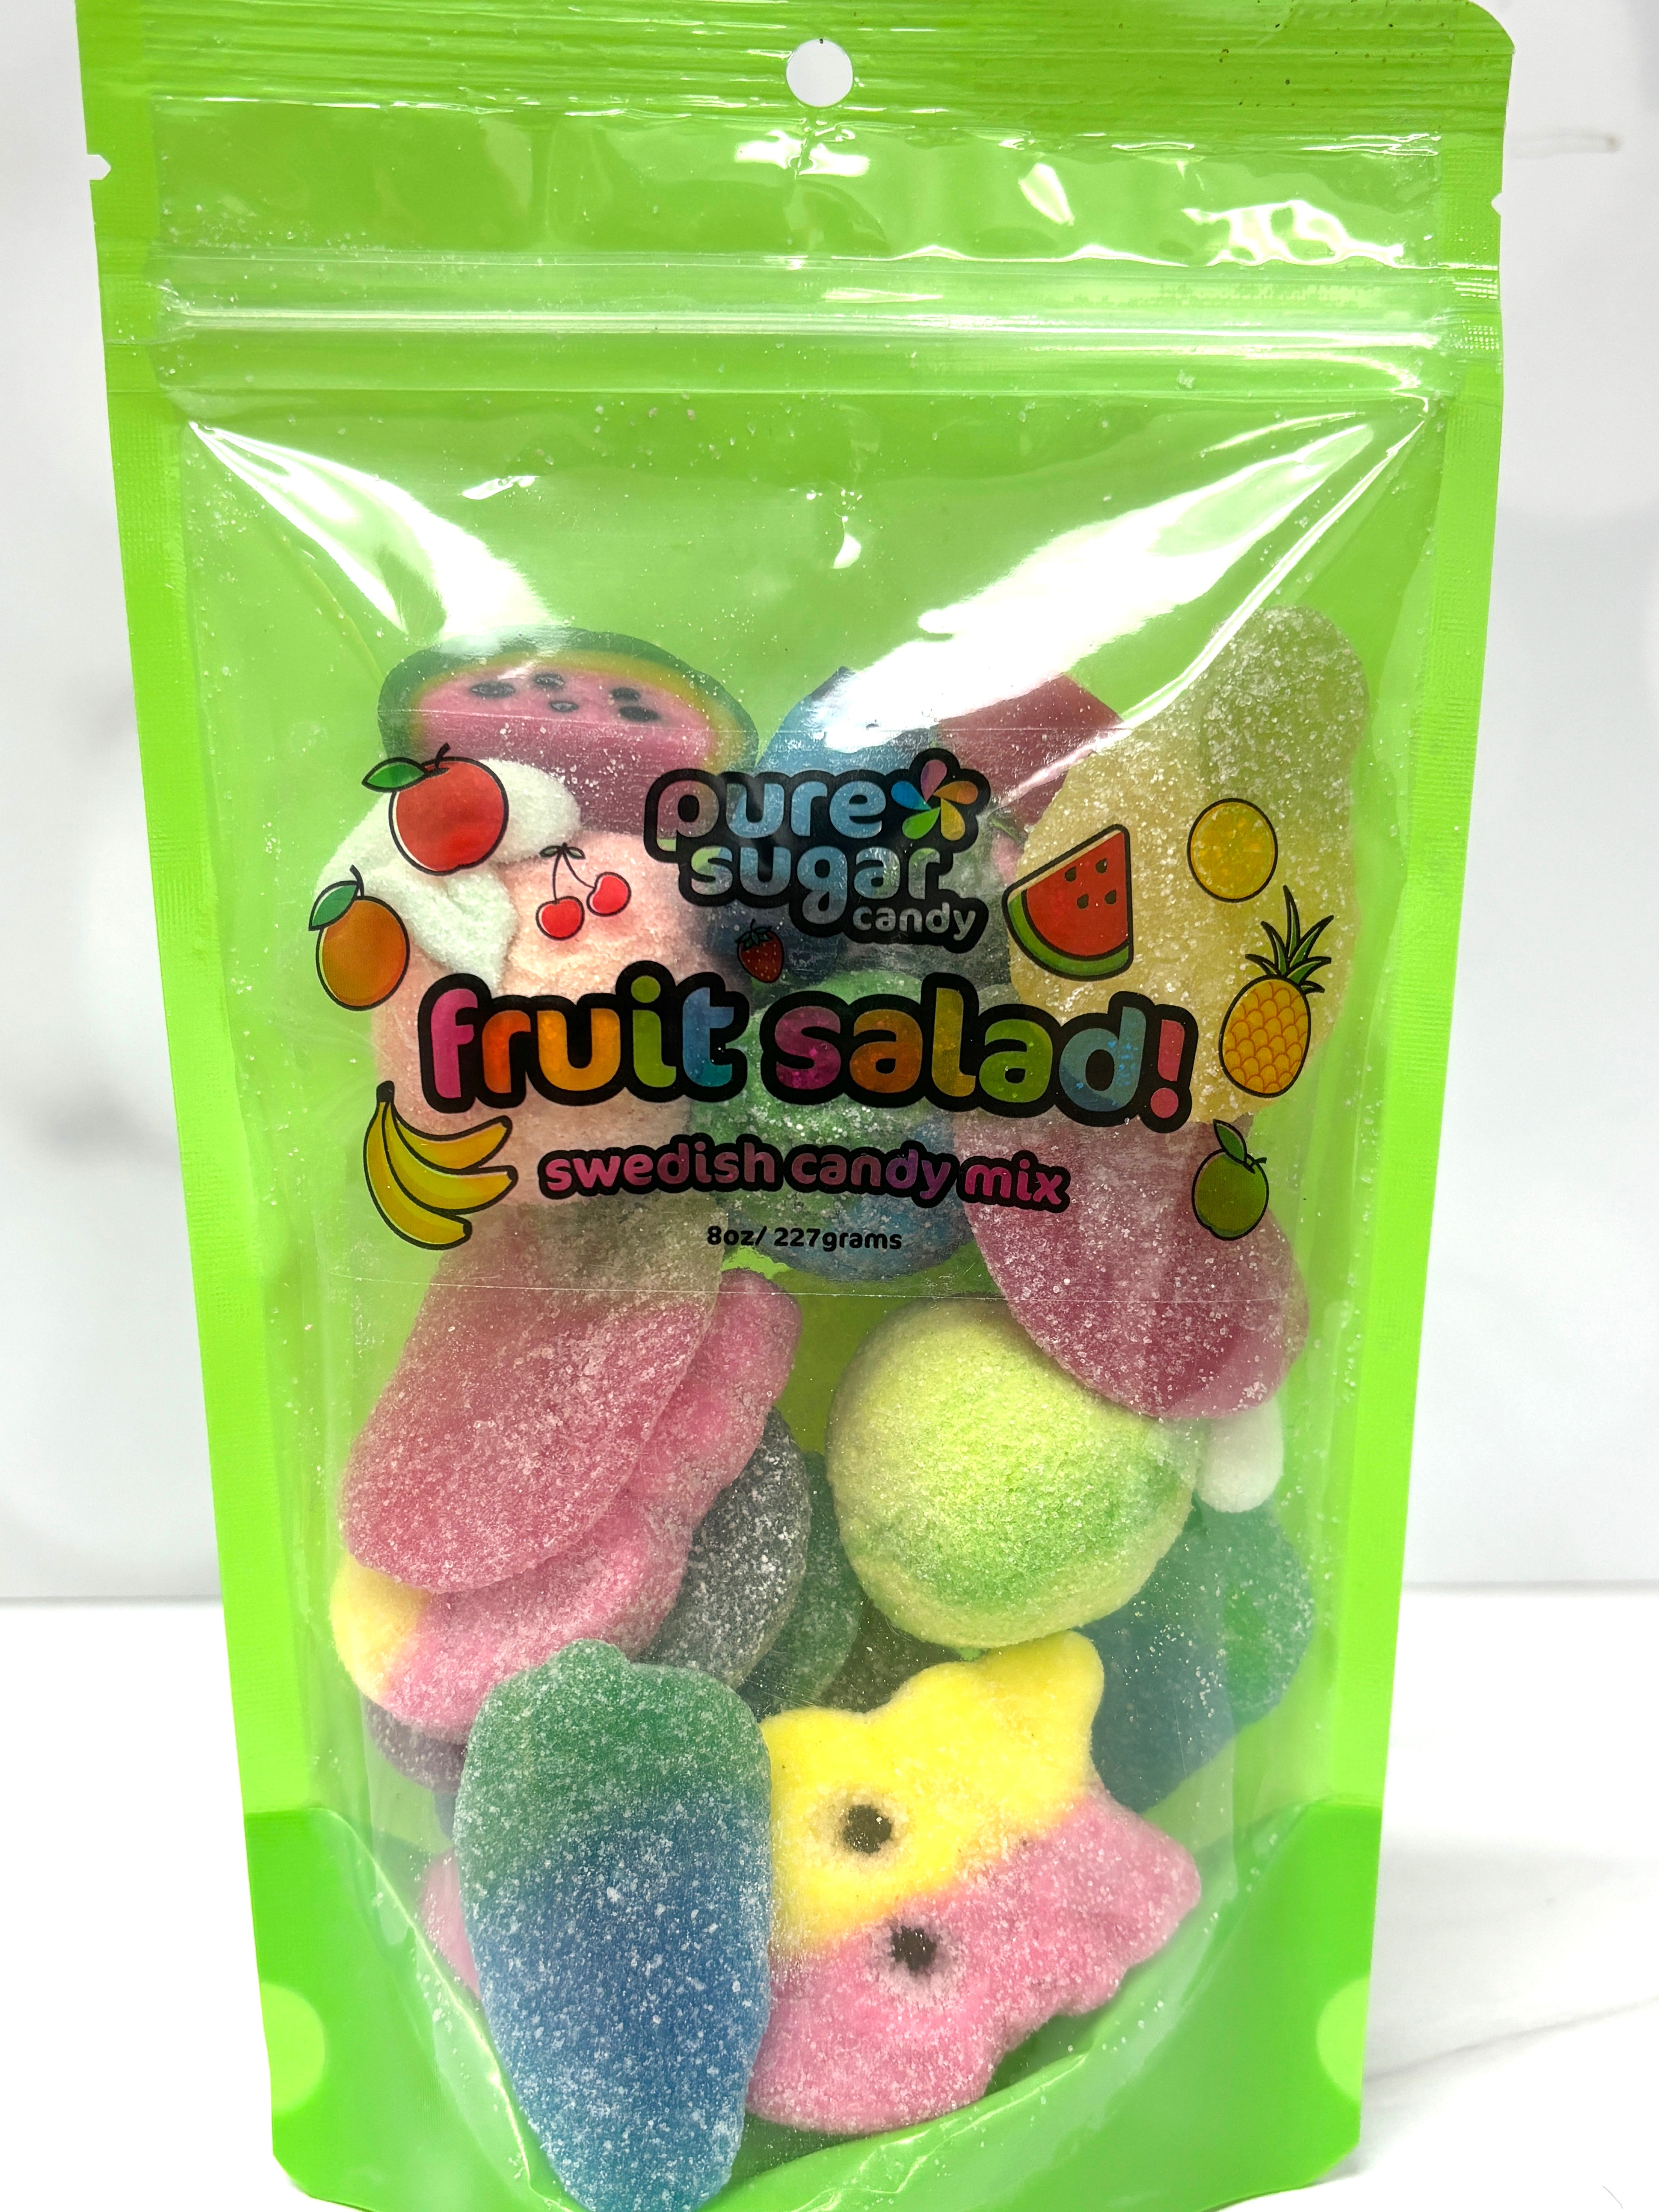 pure
sugar
candy
fruit salad!
swedish candy mix
8oz/ 227grams